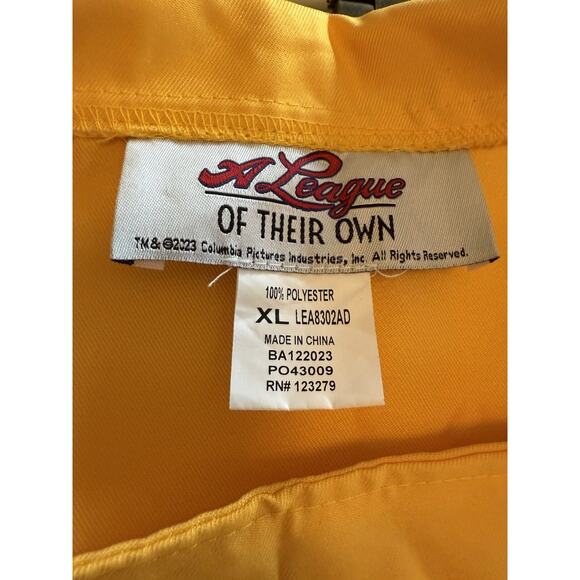 A League
OF THEIR OWN
TM & ©2023 Columbia Pictures Industries, Inc. All Rights Reserved.
100% POLYESTER
XL LEA8302AD
MADE IN CHINA
BA122023
PO43009
RN# 123279